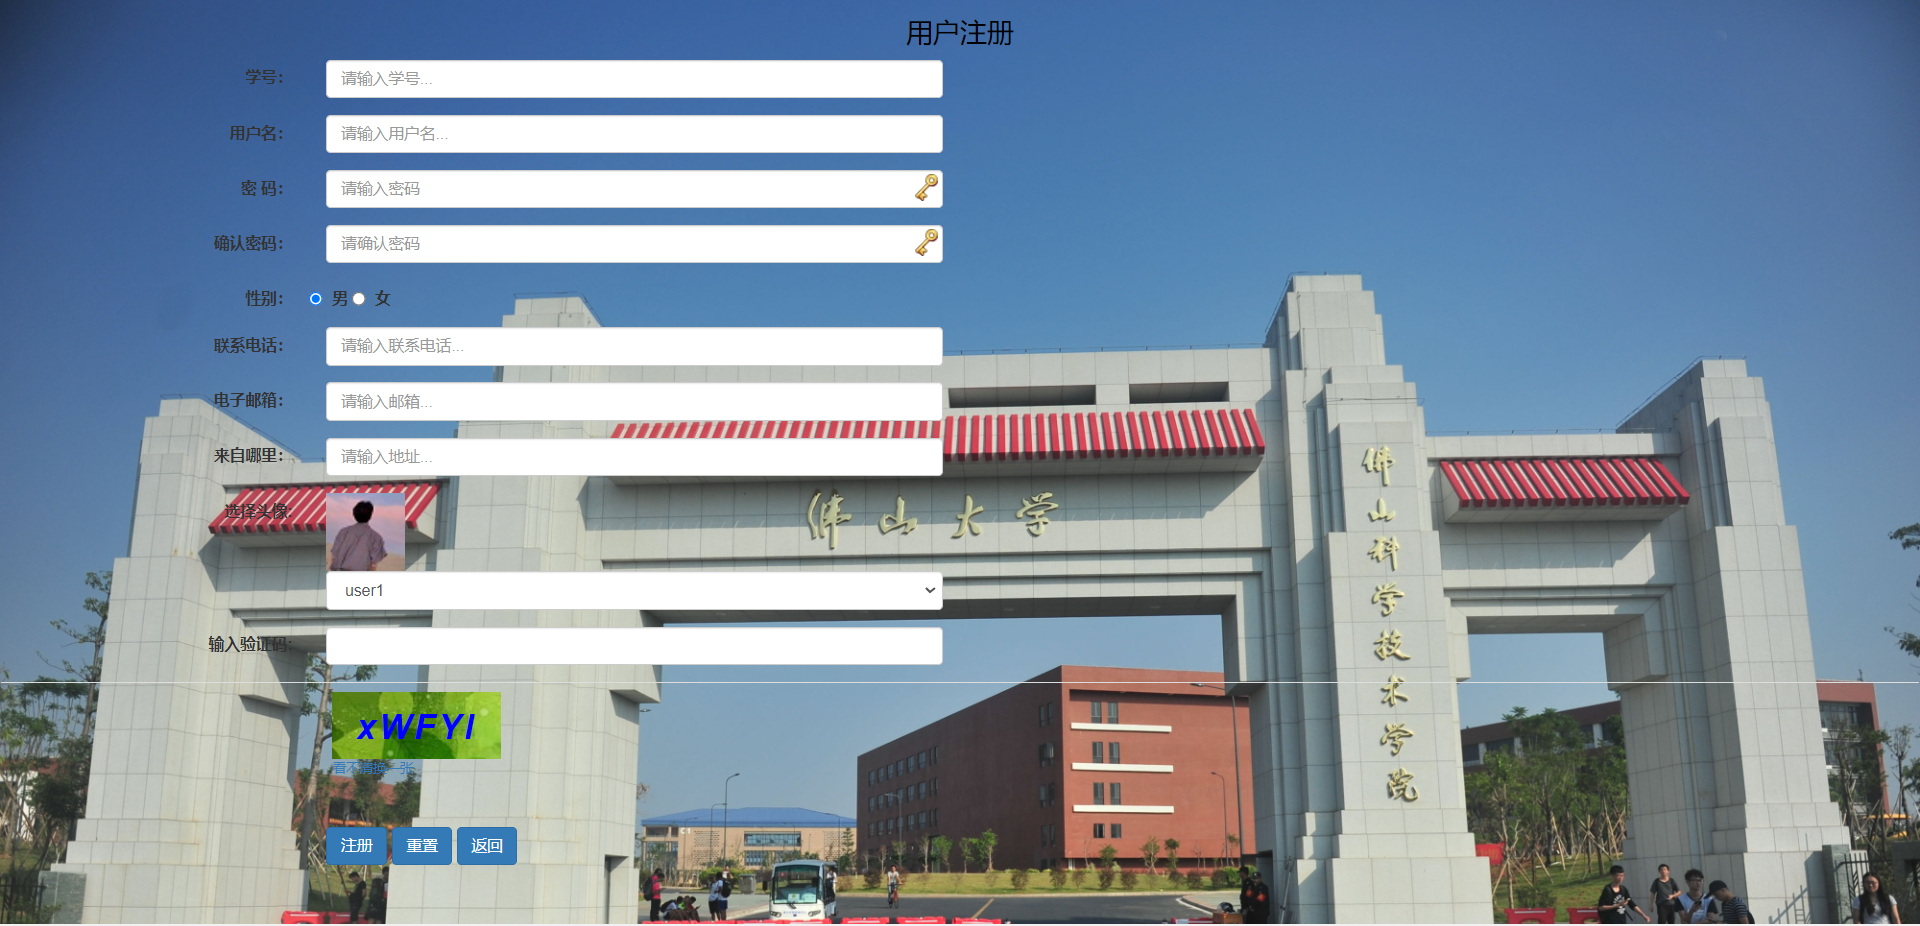 用户注册
学号：
请输入学号...
用户名：
请输入用户名...
密 码：
请输入密码
确认密码：
请确认密码
性别：
男 女
联系电话：
请输入联系电话...
电子邮箱：
请输入邮箱...
来自哪里：
请输入地址...
选择头像:
user1
输入验证码:
xWFYI
看不清换一张
注册 重置 返回
佛山大学
佛山科学技术学院